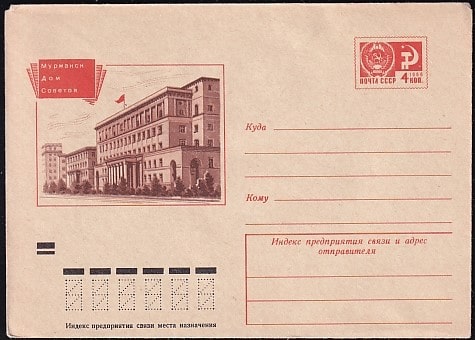 Мурманск
Дом
Советов
1966
ПОЧТА СССР 4 КОП.
Куда
Кому
Индекс предприятия связи и адрес
отправителя
Индекс предприятия связи места назначения